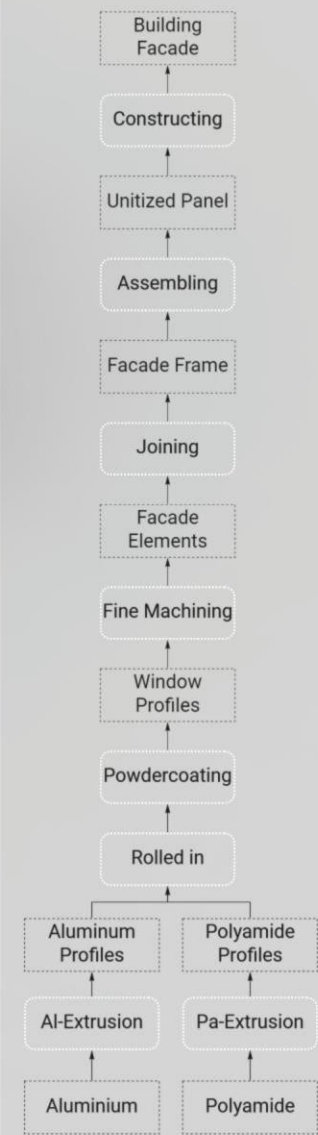 Building
Facade
Constructing
Unitized Panel
Assembling
Facade Frame
Joining
Facade
Elements
Fine Machining
Window
Profiles
Powdercoating
Rolled in
Aluminum
Profiles
Polyamide
Profiles
Al-Extrusion
Pa-Extrusion
Aluminium
Polyamide